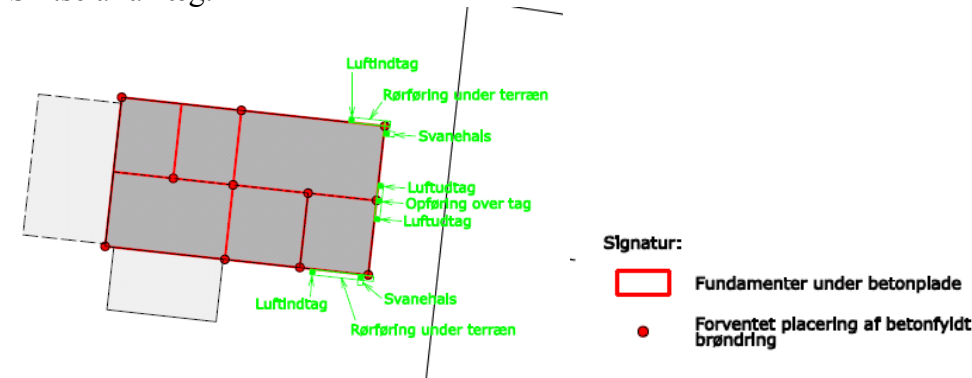 Luftindtag
Rørføring under terræn
Svanehals
Luftudtag
Opføring over tag
Luftudtag
Svanehals
Luftindtag
Rørføring under terræn
Signatur:
Fundamenter under betonplade
Forventet placering af betonfyldt
brøndring